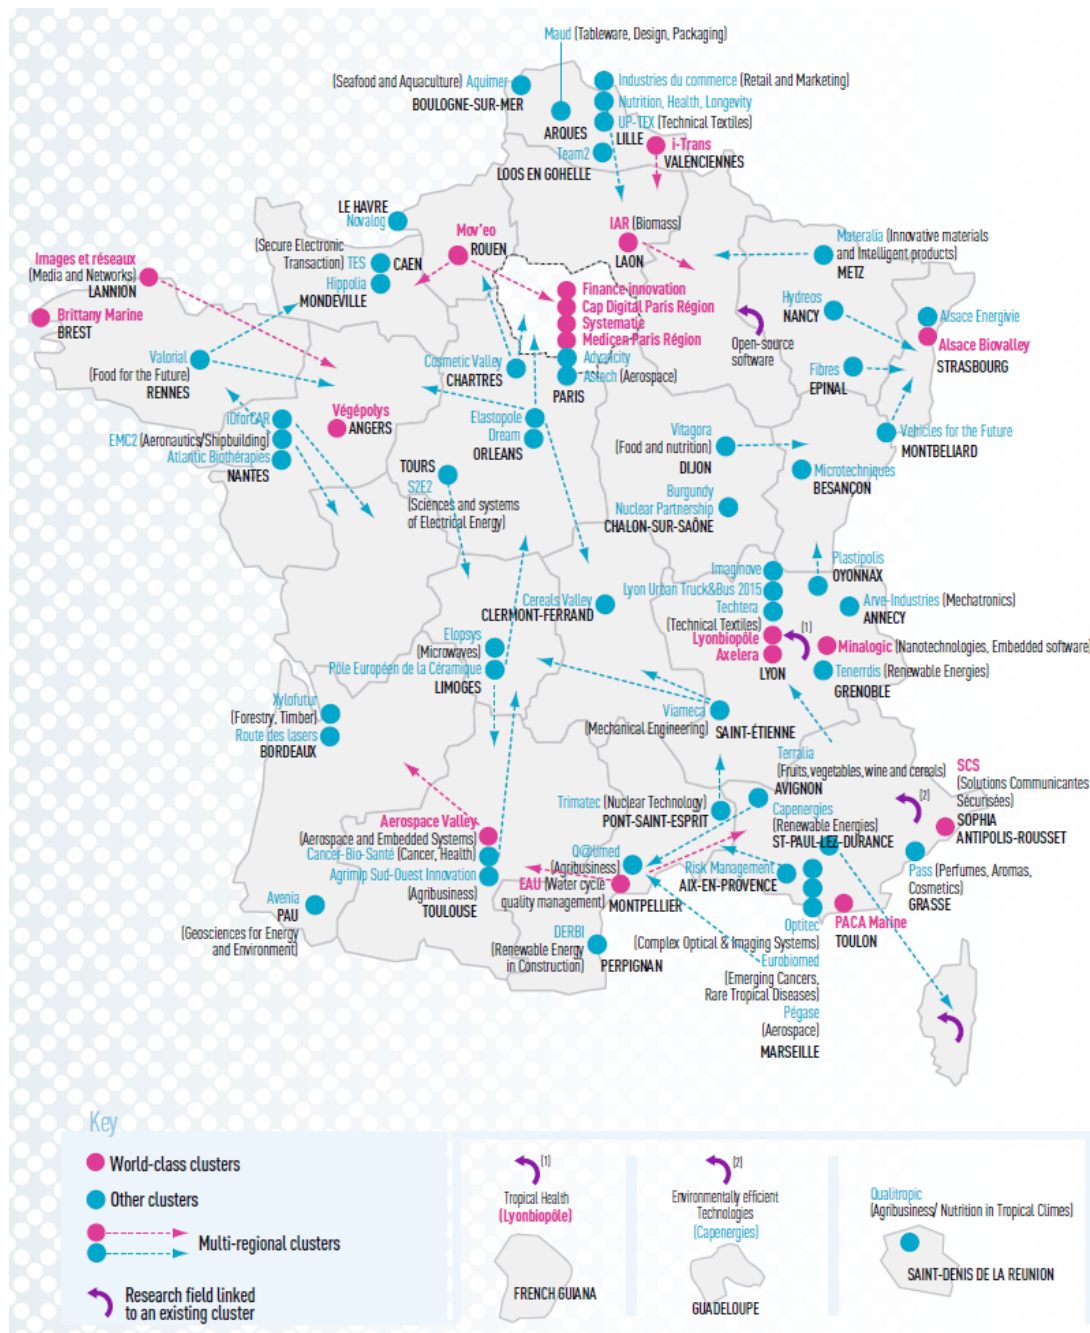 Maud (Tableware, Design, Packaging)
(Seafood and Aquaculture) Aquimer
BOULOGNE-SUR-MER
Industries du commerce (Retail and Marketing)
Nutrition, Health, Longevity
UP-TEX (Technical Textiles)
ARQUES
LILLE
i-Trans
VALENCIENNES
Team2
LOOS EN GOHELLE
LE HAVRE
Novalog
Mov'eo
ROUEN
IAR (Biomass)
LAON
(Secure Electronic
Transaction) TES
CAEN
Hippolia
MONDEVILLE
Images et réseaux
(Media and Networks)
LANNION
Brittany Marine
BREST
Materalia (Innovative materials
and Intelligent products)
METZ
Finance innovation
Cap Digital Paris Région
Systematic
Medicen Paris Région
Advancity
Astech (Aerospace)
PARIS
Hydreos
NANCY
Open-source
software
Alsace Energivie
Alsace Biovalley
STRASBOURG
Valorial
(Food for the Future)
RENNES
Cosmetic Valley
CHARTRES
Fibres
EPINAL
IDforCAR
EMC2 (Aeronautics/Shipbuilding)
Atlantic Biothérapies
NANTES
Végépolys
ANGERS
Elastopole
Dream
ORLEANS
Vitagora
(Food and nutrition)
DIJON
Vehicles for the Future
MONTBELIARD
TOURS
S2E2
(Sciences and systems
of Electrical Energy)
Microtechniques
BESANÇON
Burgundy
Nuclear Partnership
CHALON-SUR-SAÔNE
Plastipolis
OYONNAX
Imaginove
Lyon Urban Truck&Bus 2015
Techtera
(Technical Textiles)
Lyonbiopôle
Axelera
(1)
LYON
Arve-Industries (Mechatronics)
ANNECY
Cereals Valley
CLERMONT-FERRAND
Minalogic (Nanotechnologies, Embedded software)
Tenerrdis (Renewable Energies)
GRENOBLE
Elopsys
(Microwaves)
Pôle Européen de la Céramique
LIMOGES
Xylofutur
(Forestry, Timber)
Route des lasers
BORDEAUX
Viameca
(Mechanical Engineering)
SAINT-ÉTIENNE
Terralia
(Fruits, vegetables, wine and cereals)
AVIGNON
SCS
(Solutions Communicantes
Sécurisées)
SOPHIA
ANTIPOLIS-ROUSSET
(2)
Trimatec (Nuclear Technology)
PONT-SAINT-ESPRIT
Capenergies
(Renewable Energies)
ST-PAUL-LEZ-DURANCE
Aerospace Valley
(Aerospace and Embedded Systems)
Cancer-Bio-Santé (Cancer, Health)
Agrimip Sud-Ouest Innovation
(Agribusiness)
TOULOUSE
Q@limed
(Agribusiness)
EAU (Water cycle
quality management)
MONTPELLIER
Risk Management
AIX-EN-PROVENCE
Pass (Perfumes, Aromas,
Cosmetics)
GRASSE
Avenia
PAU
(Geosciences for Energy
and Environment)
DERBI
(Renewable Energy
in Construction)
PERPIGNAN
PACA Marine
TOULON
Optitec
(Complex Optical & Imaging Systems)
Eurobiomed
(Emerging Cancers,
Rare Tropical Diseases)
Pégase
(Aerospace)
MARSEILLE
Key
World-class clusters
Other clusters
Multi-regional clusters
Research field linked
to an existing cluster
(1)
Tropical Health
(Lyonbiopôle)
FRENCH GUIANA
(2)
Environmentally efficient
Technologies
(Capenergies)
GUADELOUPE
Qualitropic
(Agribusiness/ Nutrition in Tropical Climes)
SAINT-DENIS DE LA REUNION